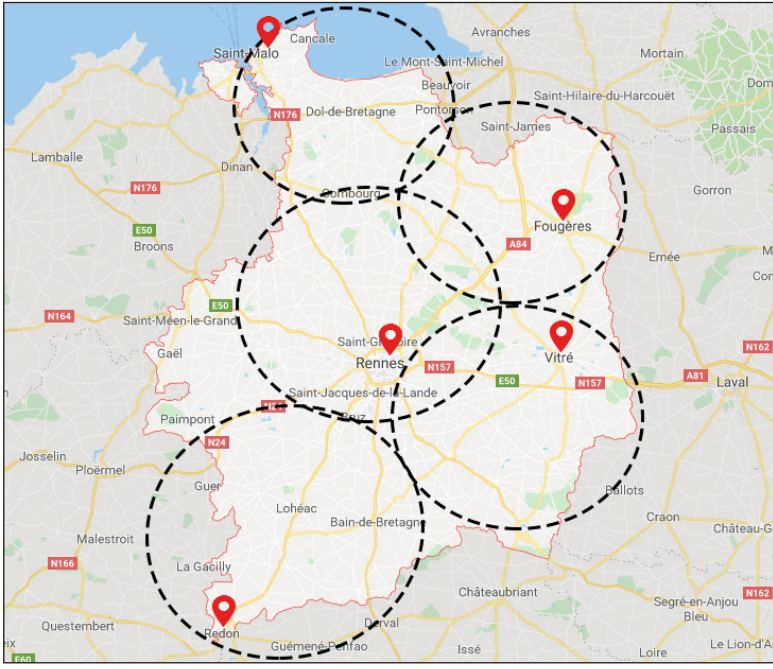 Cancale
Avranches
Saint-Malo
Mortain
Le Mont-Saint-Michel
Beauvoir
Saint-Hilaire-du-Harcouët
Pontorson
N176
Dol-de-Bretagne
Saint-James
Passais
Lamballe
Dinan
N176
Combourg
Gorron
Fougères
E50
Broons
A84
Ernée
E50
N164
Saint-Méen-le-Grand
Saint-Grégoire
Gaël
Rennes
Vitré
N162
N157
E50
N157
A81
Laval
Saint-Jacques-de-la-Lande
Paimpont
Bruz
N24
Josselin
Ploërmel
Guer
Ballots
Lohéac
Bain-de-Bretagne
Craon
Malestroit
Château-G
La Gacilly
N166
Châteaubriant
N162
Segré-en-Anjou
Bleu
Questembert
Redon
Derval
Guémené-Penfao
Issé
Loire
Le Lion-d'A
E60